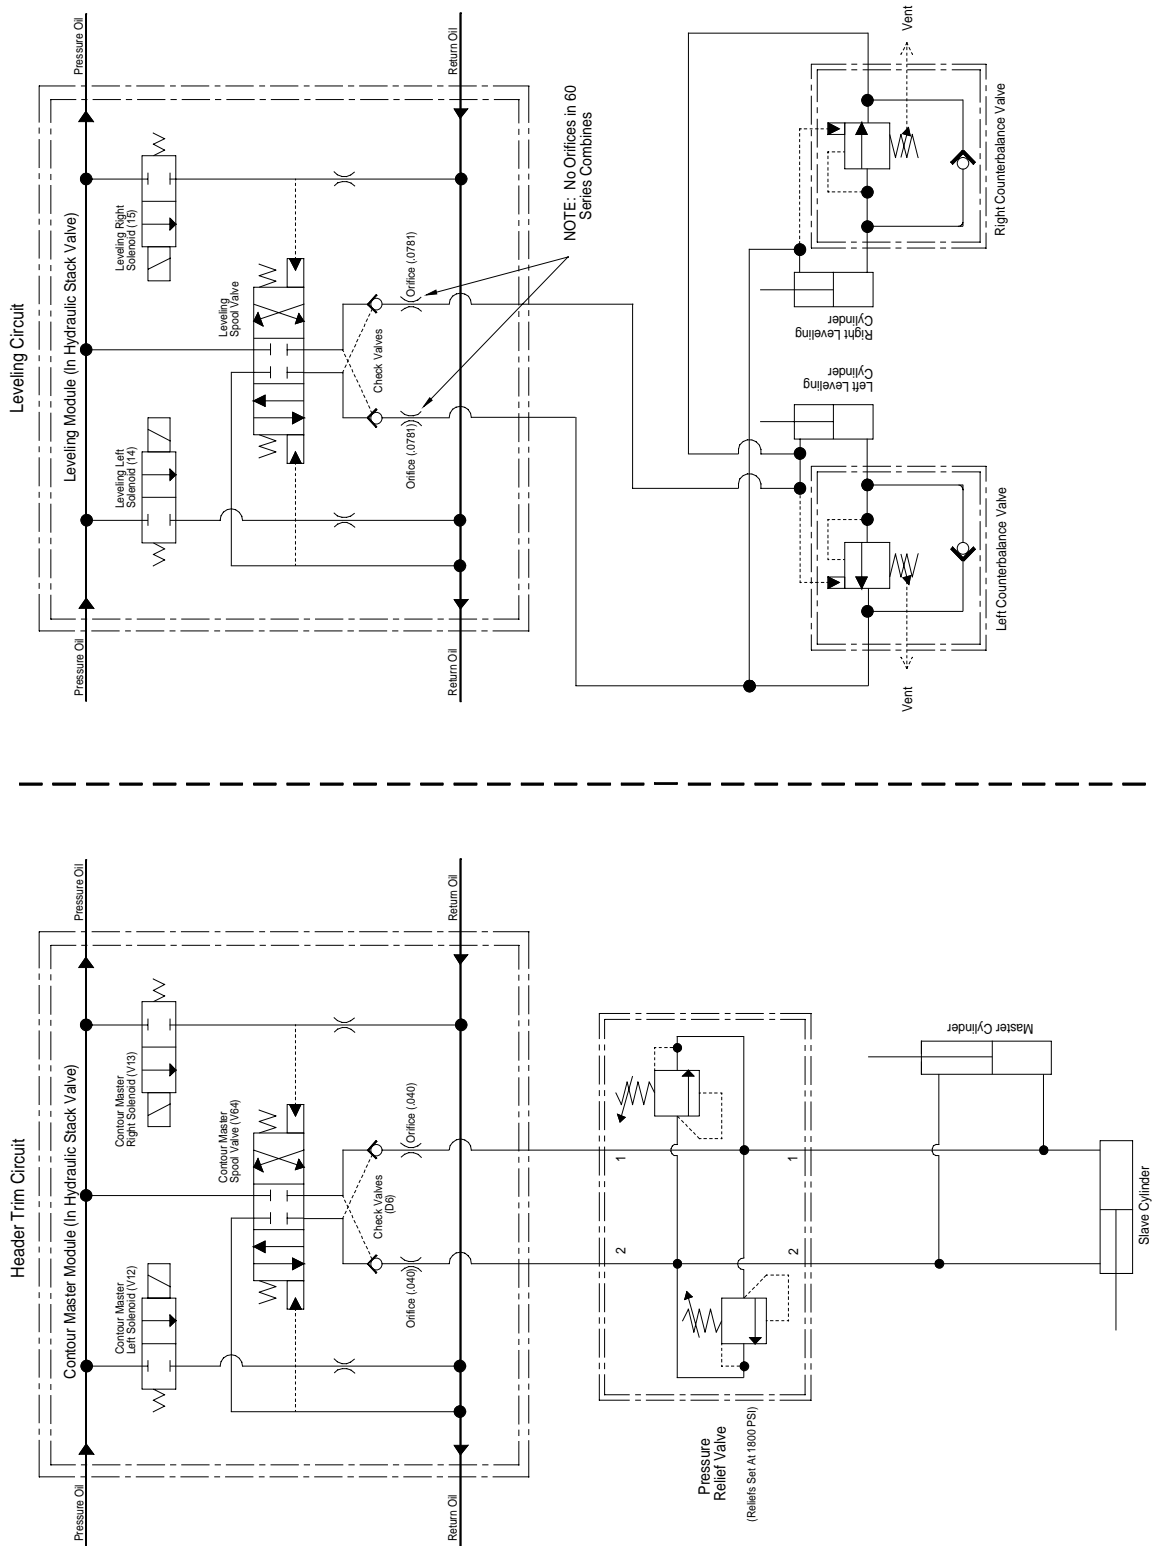 Header Trim Circuit
Contour Master Module (In Hydraulic Stack Valve)
Pressure Oil
Pressure Oil
Contour Master
Left Solenoid (V12)
Contour Master
Right Solenoid (V13)
Contour Master
Spool Valve (V64)
Check Valves
(D6)
Orifice (.040)
Orifice (.040)
Return Oil
Return Oil
2
1
2
1
Pressure
Relief Valve
(Reliefs Set At 1800 PSI)
Master Cylinder
Slave Cylinder
Leveling Circuit
Leveling Module (In Hydraulic Stack Valve)
Pressure Oil
Pressure Oil
Leveling Left
Solenoid (14)
Leveling Right
Solenoid (15)
Leveling
Spool Valve
Check Valves
Orifice (.0781)
Orifice (.0781)
Return Oil
Return Oil
NOTE: No Orifices in 60
Series Combines
Left Leveling
Cylinder
Right Leveling
Cylinder
Vent
Vent
Left Counterbalance Valve
Right Counterbalance Valve